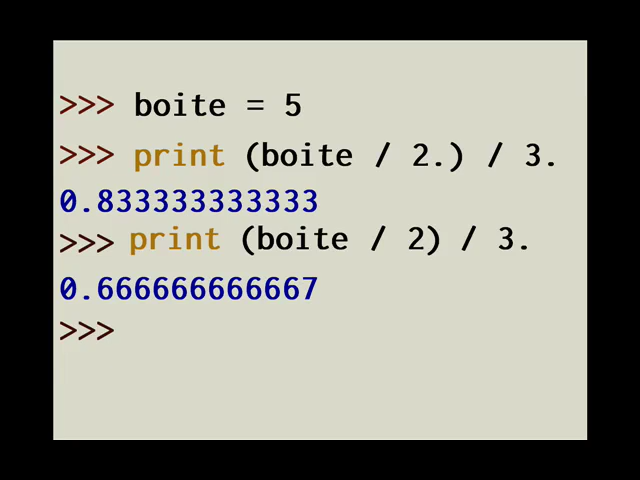 >>> boite = 5
>>> print (boite / 2.) / 3.
0.833333333333
>>> print (boite / 2) / 3.
0.666666666667
>>>